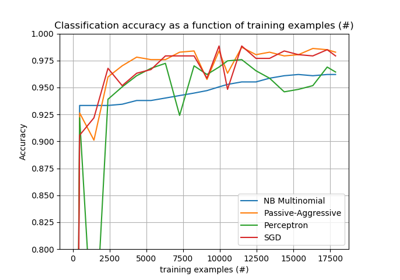 Classification accuracy as a function of training examples (#)
1.000
0.975
0.950
0.925
0.900
0.875
0.850
0.825
0.800
Accuracy
NB Multinomial
Passive-Aggressive
Perceptron
SGD
0 2500 5000 7500 10000 12500 15000 17500
training examples (#)